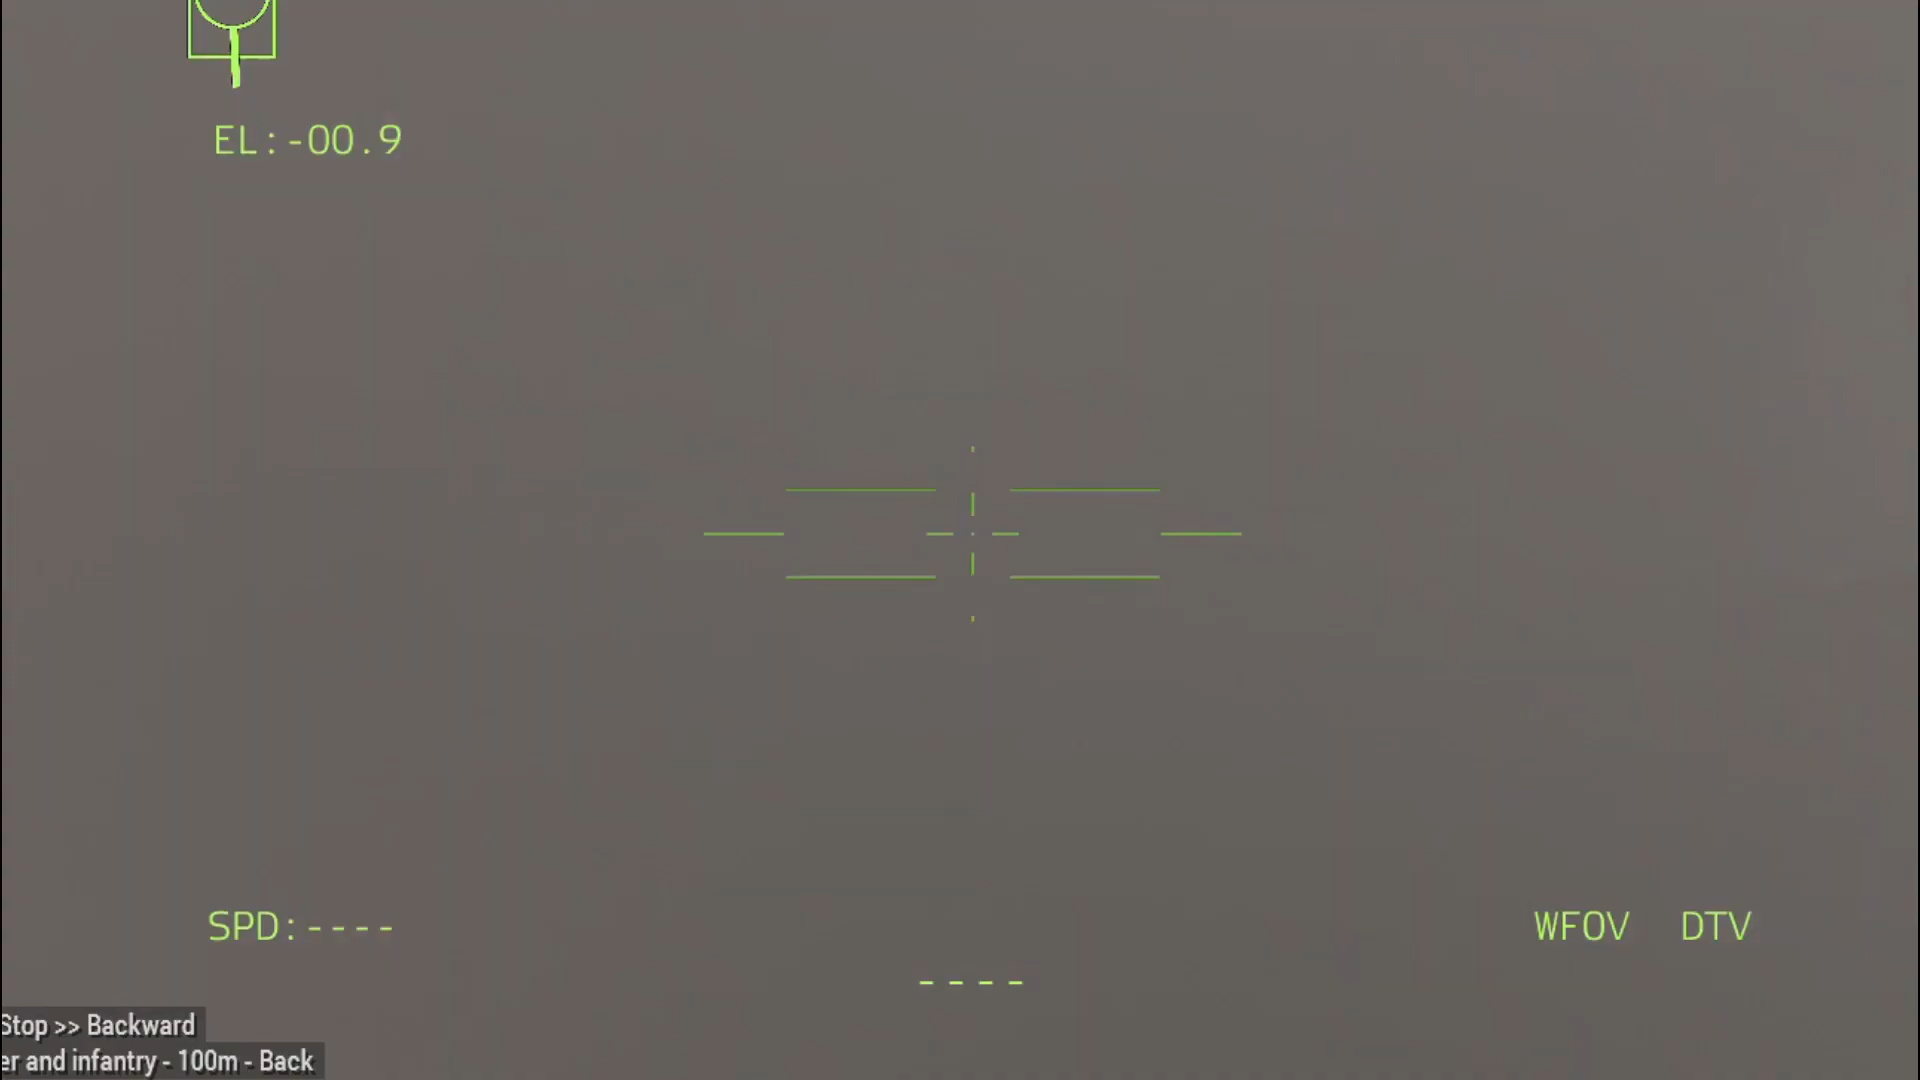 EL:-00.9
SPD:----
WFOV DTV
----
Stop >> Backward
er and infantry - 100m - Back